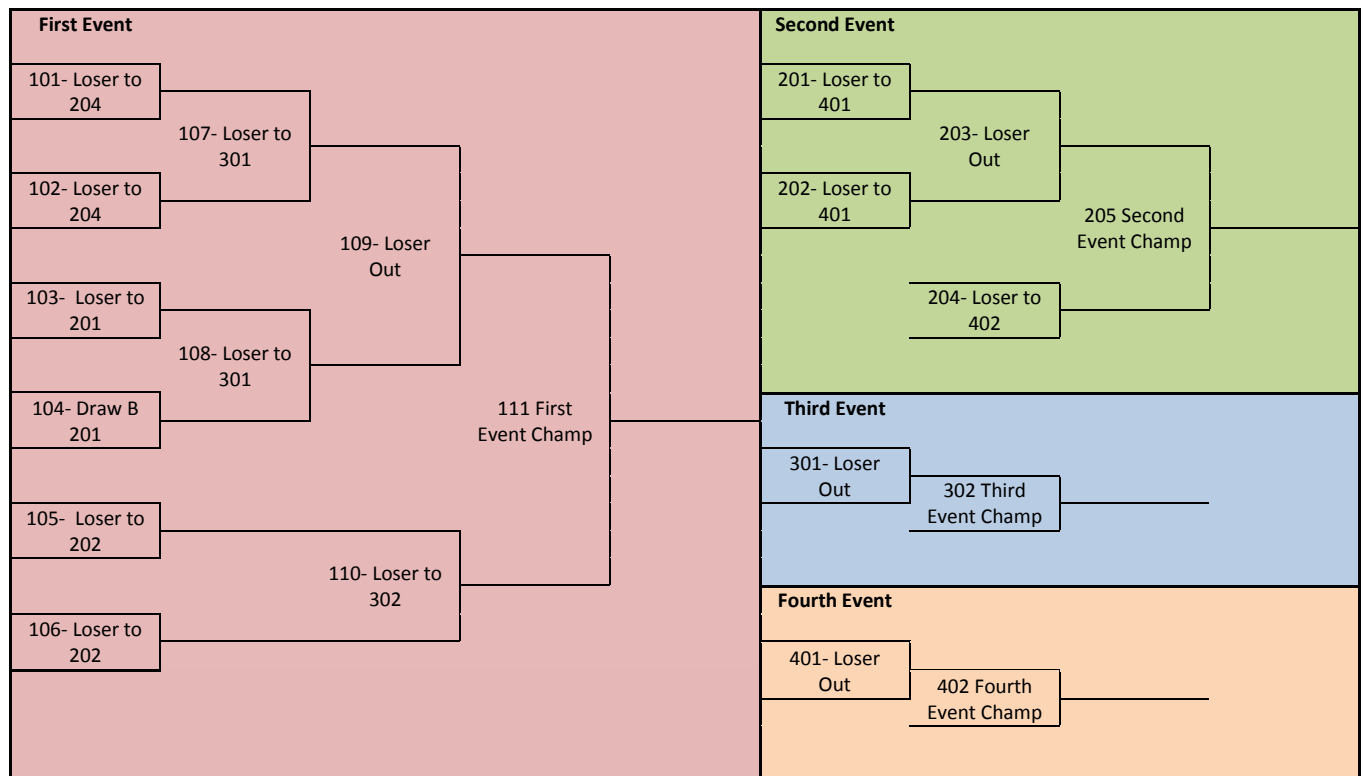 First Event
101- Loser to
204
107- Loser to
301
102- Loser to
204
109- Loser
Out
103-  Loser to
201
108- Loser to
301
104- Draw B
201
111 First
Event Champ
105-  Loser to
202
110- Loser to
302
106- Loser to
202
Second Event
201- Loser to
401
203- Loser
Out
202- Loser to
401
205 Second
Event Champ
204- Loser to
402
Third Event
301- Loser
Out
302 Third
Event Champ
Fourth Event
401- Loser
Out
402 Fourth
Event Champ